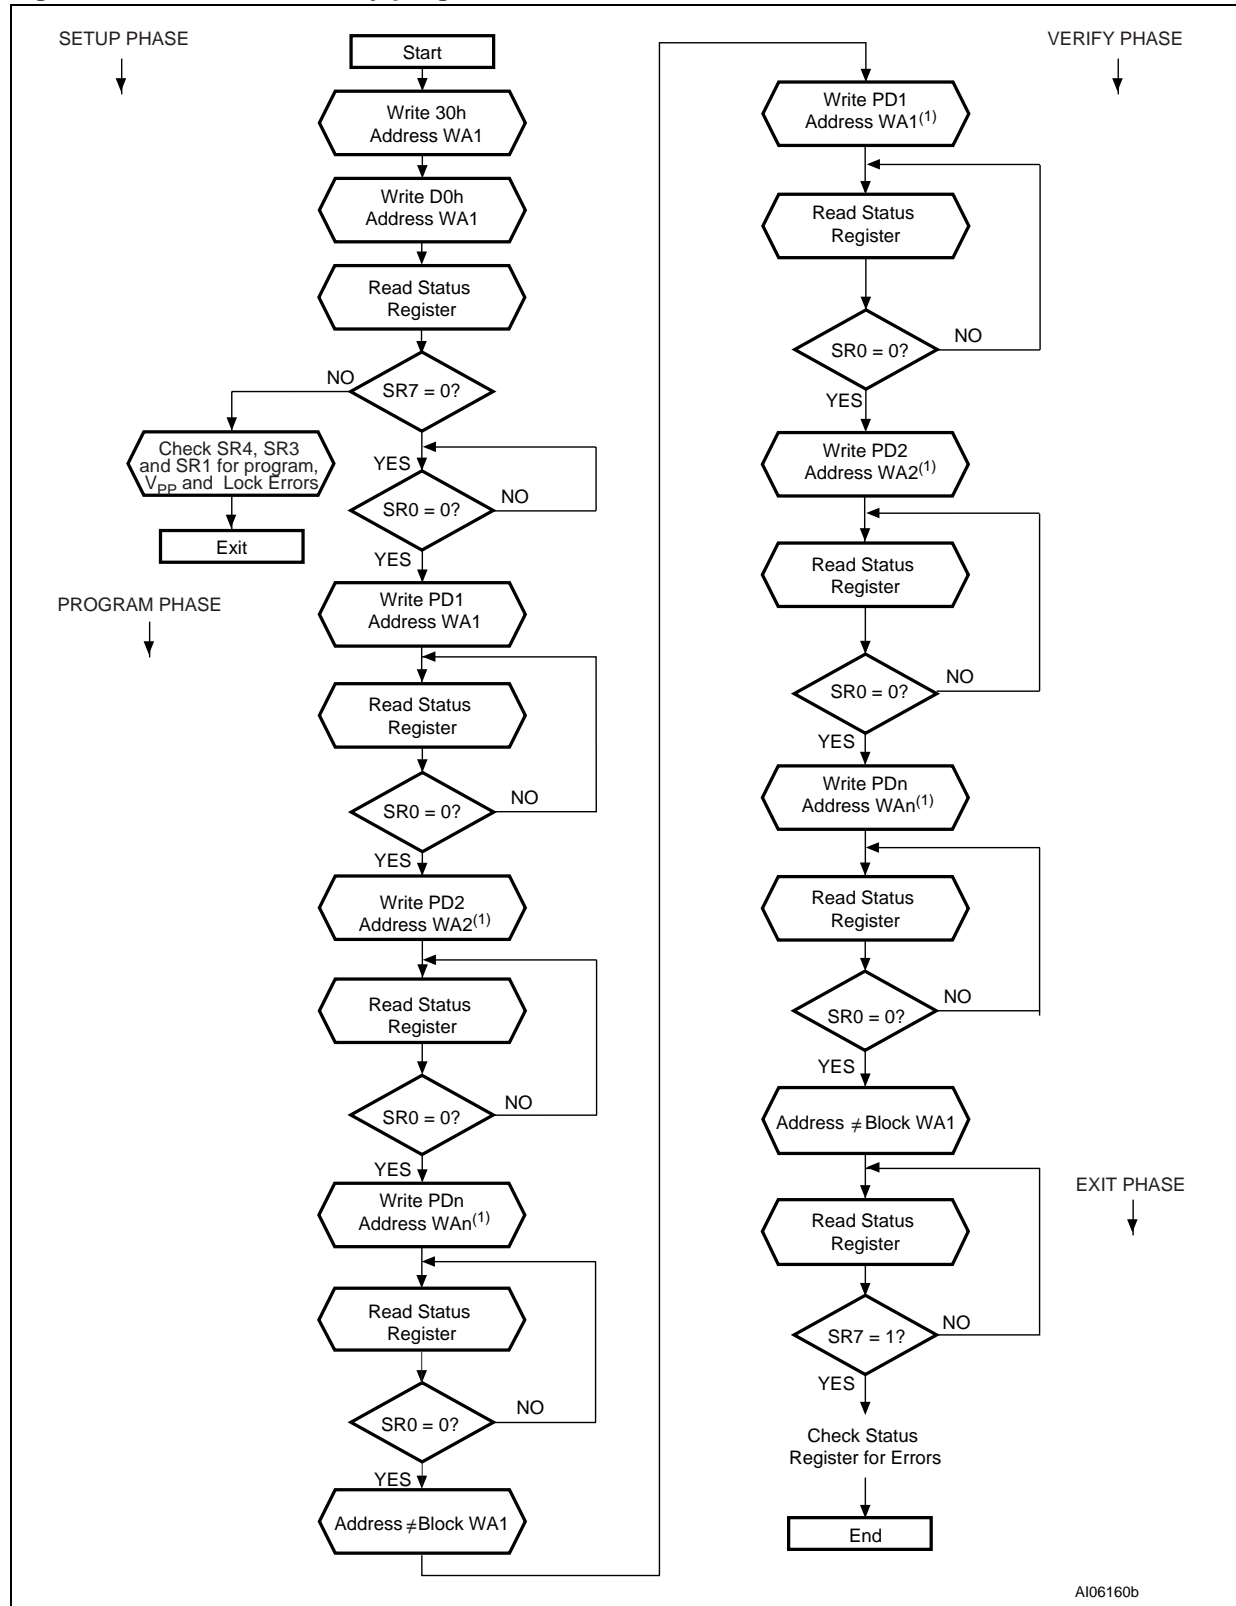 SETUP PHASE
Start
Write 30h
Address WA1
Write D0h
Address WA1
Read Status
Register
SR7 = 0?
NO
Check SR4, SR3
and SR1 for program,
VPP and Lock Errors
Exit
YES
SR0 = 0?
NO
YES
PROGRAM PHASE
Write PD1
Address WA1
Read Status
Register
SR0 = 0?
NO
YES
Write PD2
Address WA2(1)
Read Status
Register
SR0 = 0?
NO
YES
Write PDn
Address WAn(1)
Read Status
Register
SR0 = 0?
NO
YES
Address ≠Block WA1
VERIFY PHASE
Write PD1
Address WA1(1)
Read Status
Register
SR0 = 0?
NO
YES
Write PD2
Address WA2(1)
Read Status
Register
SR0 = 0?
NO
YES
Write PDn
Address WAn(1)
Read Status
Register
SR0 = 0?
NO
YES
Address ≠Block WA1
EXIT PHASE
Read Status
Register
SR7 = 1?
NO
YES
Check Status
Register for Errors
End
AI06160b